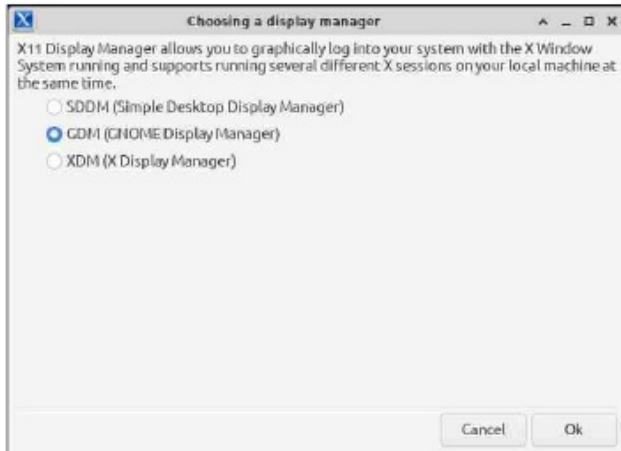 Choosing a display manager
X11 Display Manager allows you to graphically log into your system with the X Window
System running and supports running several different X sessions on your local machine at
the same time.
SDDM (Simple Desktop Display Manager)
GDM (GNOME Display Manager)
XDM (X Display Manager)
Cancel Ok